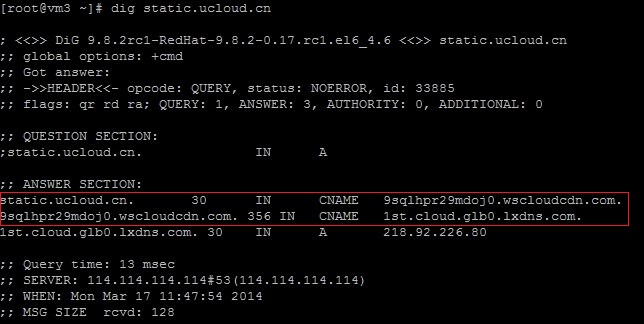 [root@vm3 ~]# dig static.ucloud.cn
; <<>> DiG 9.8.2rc1-RedHat-9.8.2-0.17.rc1.el6_4.6 <<>> static.ucloud.cn
;; global options: +cmd
;; Got answer:
;; ->>HEADER<<- opcode: QUERY, status: NOERROR, id: 33885
;; flags: qr rd ra; QUERY: 1, ANSWER: 3, AUTHORITY: 0, ADDITIONAL: 0
;; QUESTION SECTION:
;static.ucloud.cn. IN A
;; ANSWER SECTION:
static.ucloud.cn. 30 IN CNAME 9sqlhpr29mdoj0.wscloudcdn.com.
9sqlhpr29mdoj0.wscloudcdn.com. 356 IN CNAME 1st.cloud.glb0.lxdns.com.
1st.cloud.glb0.lxdns.com. 30 IN A 218.92.226.80
;; Query time: 13 msec
;; SERVER: 114.114.114.114#53(114.114.114.114)
;; WHEN: Mon Mar 17 11:47:54 2014
;; MSG SIZE rcvd: 128